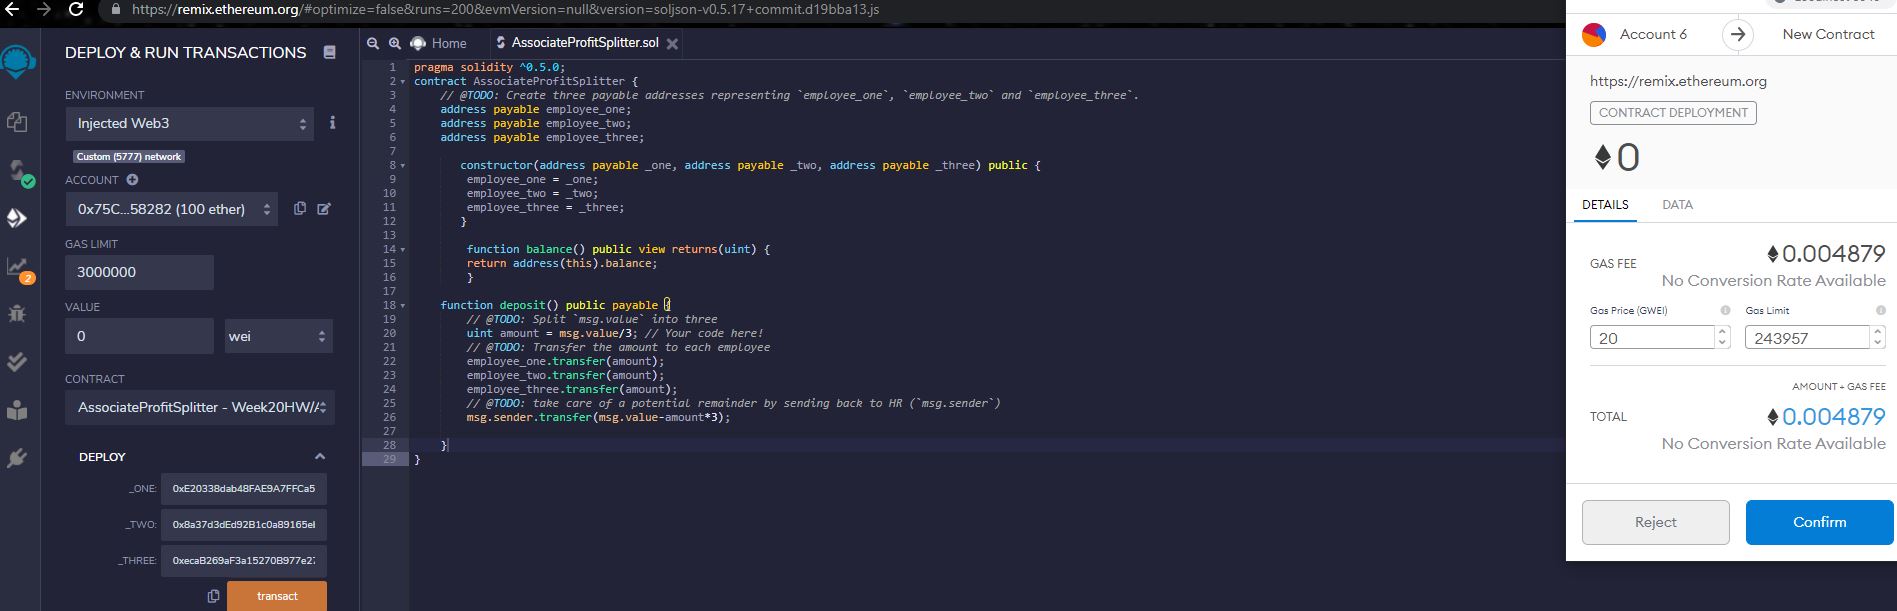 https://remix.ethereum.org/#optimize=false&runs=200&evmVersion=null&version=soljson-v0.5.17+commit.d19bba13.js
DEPLOY & RUN TRANSACTIONS
ENVIRONMENT
Injected Web3
Custom (5777) network
ACCOUNT
0x75C...58282 (100 ether)
GAS LIMIT
3000000
VALUE
0
wei
CONTRACT
AssociateProfitSplitter - Week20HW/A
DEPLOY
_ONE:
0xE20338dab48FAE9A7FFCa5
_TWO:
0x8a37d3dEd92B1c0a89165el
_THREE:
0xecaB269aF3a15270B977e27
transact
2
Home
AssociateProfitSplitter.sol
1 pragma solidity ^0.5.0;
2 contract AssociateProfitSplitter {
3 // @TODO: Create three payable addresses representing `employee_one`, `employee_two` and `employee_three`.
4 address payable employee_one;
5 address payable employee_two;
6 address payable employee_three;
7
8 constructor(address payable _one, address payable _two, address payable _three) public {
9 employee_one = _one;
10 employee_two = _two;
11 employee_three = _three;
12 }
13
14 function balance() public view returns(uint) {
15 return address(this).balance;
16 }
17
18 function deposit() public payable {
19 // @TODO: Split `msg.value` into three
20 uint amount = msg.value/3; // Your code here!
21 // @TODO: Transfer the amount to each employee
22 employee_one.transfer(amount);
23 employee_two.transfer(amount);
24 employee_three.transfer(amount);
25 // @TODO: take care of a potential remainder by sending back to HR (`msg.sender`)
26 msg.sender.transfer(msg.value-amount*3);
27
28 }
29 }
Account 6
New Contract
https://remix.ethereum.org
CONTRACT DEPLOYMENT
0
DETAILS
DATA
GAS FEE
0.004879
No Conversion Rate Available
Gas Price (GWEI)
Gas Limit
20
243957
AMOUNT + GAS FEE
TOTAL
0.004879
No Conversion Rate Available
Reject
Confirm